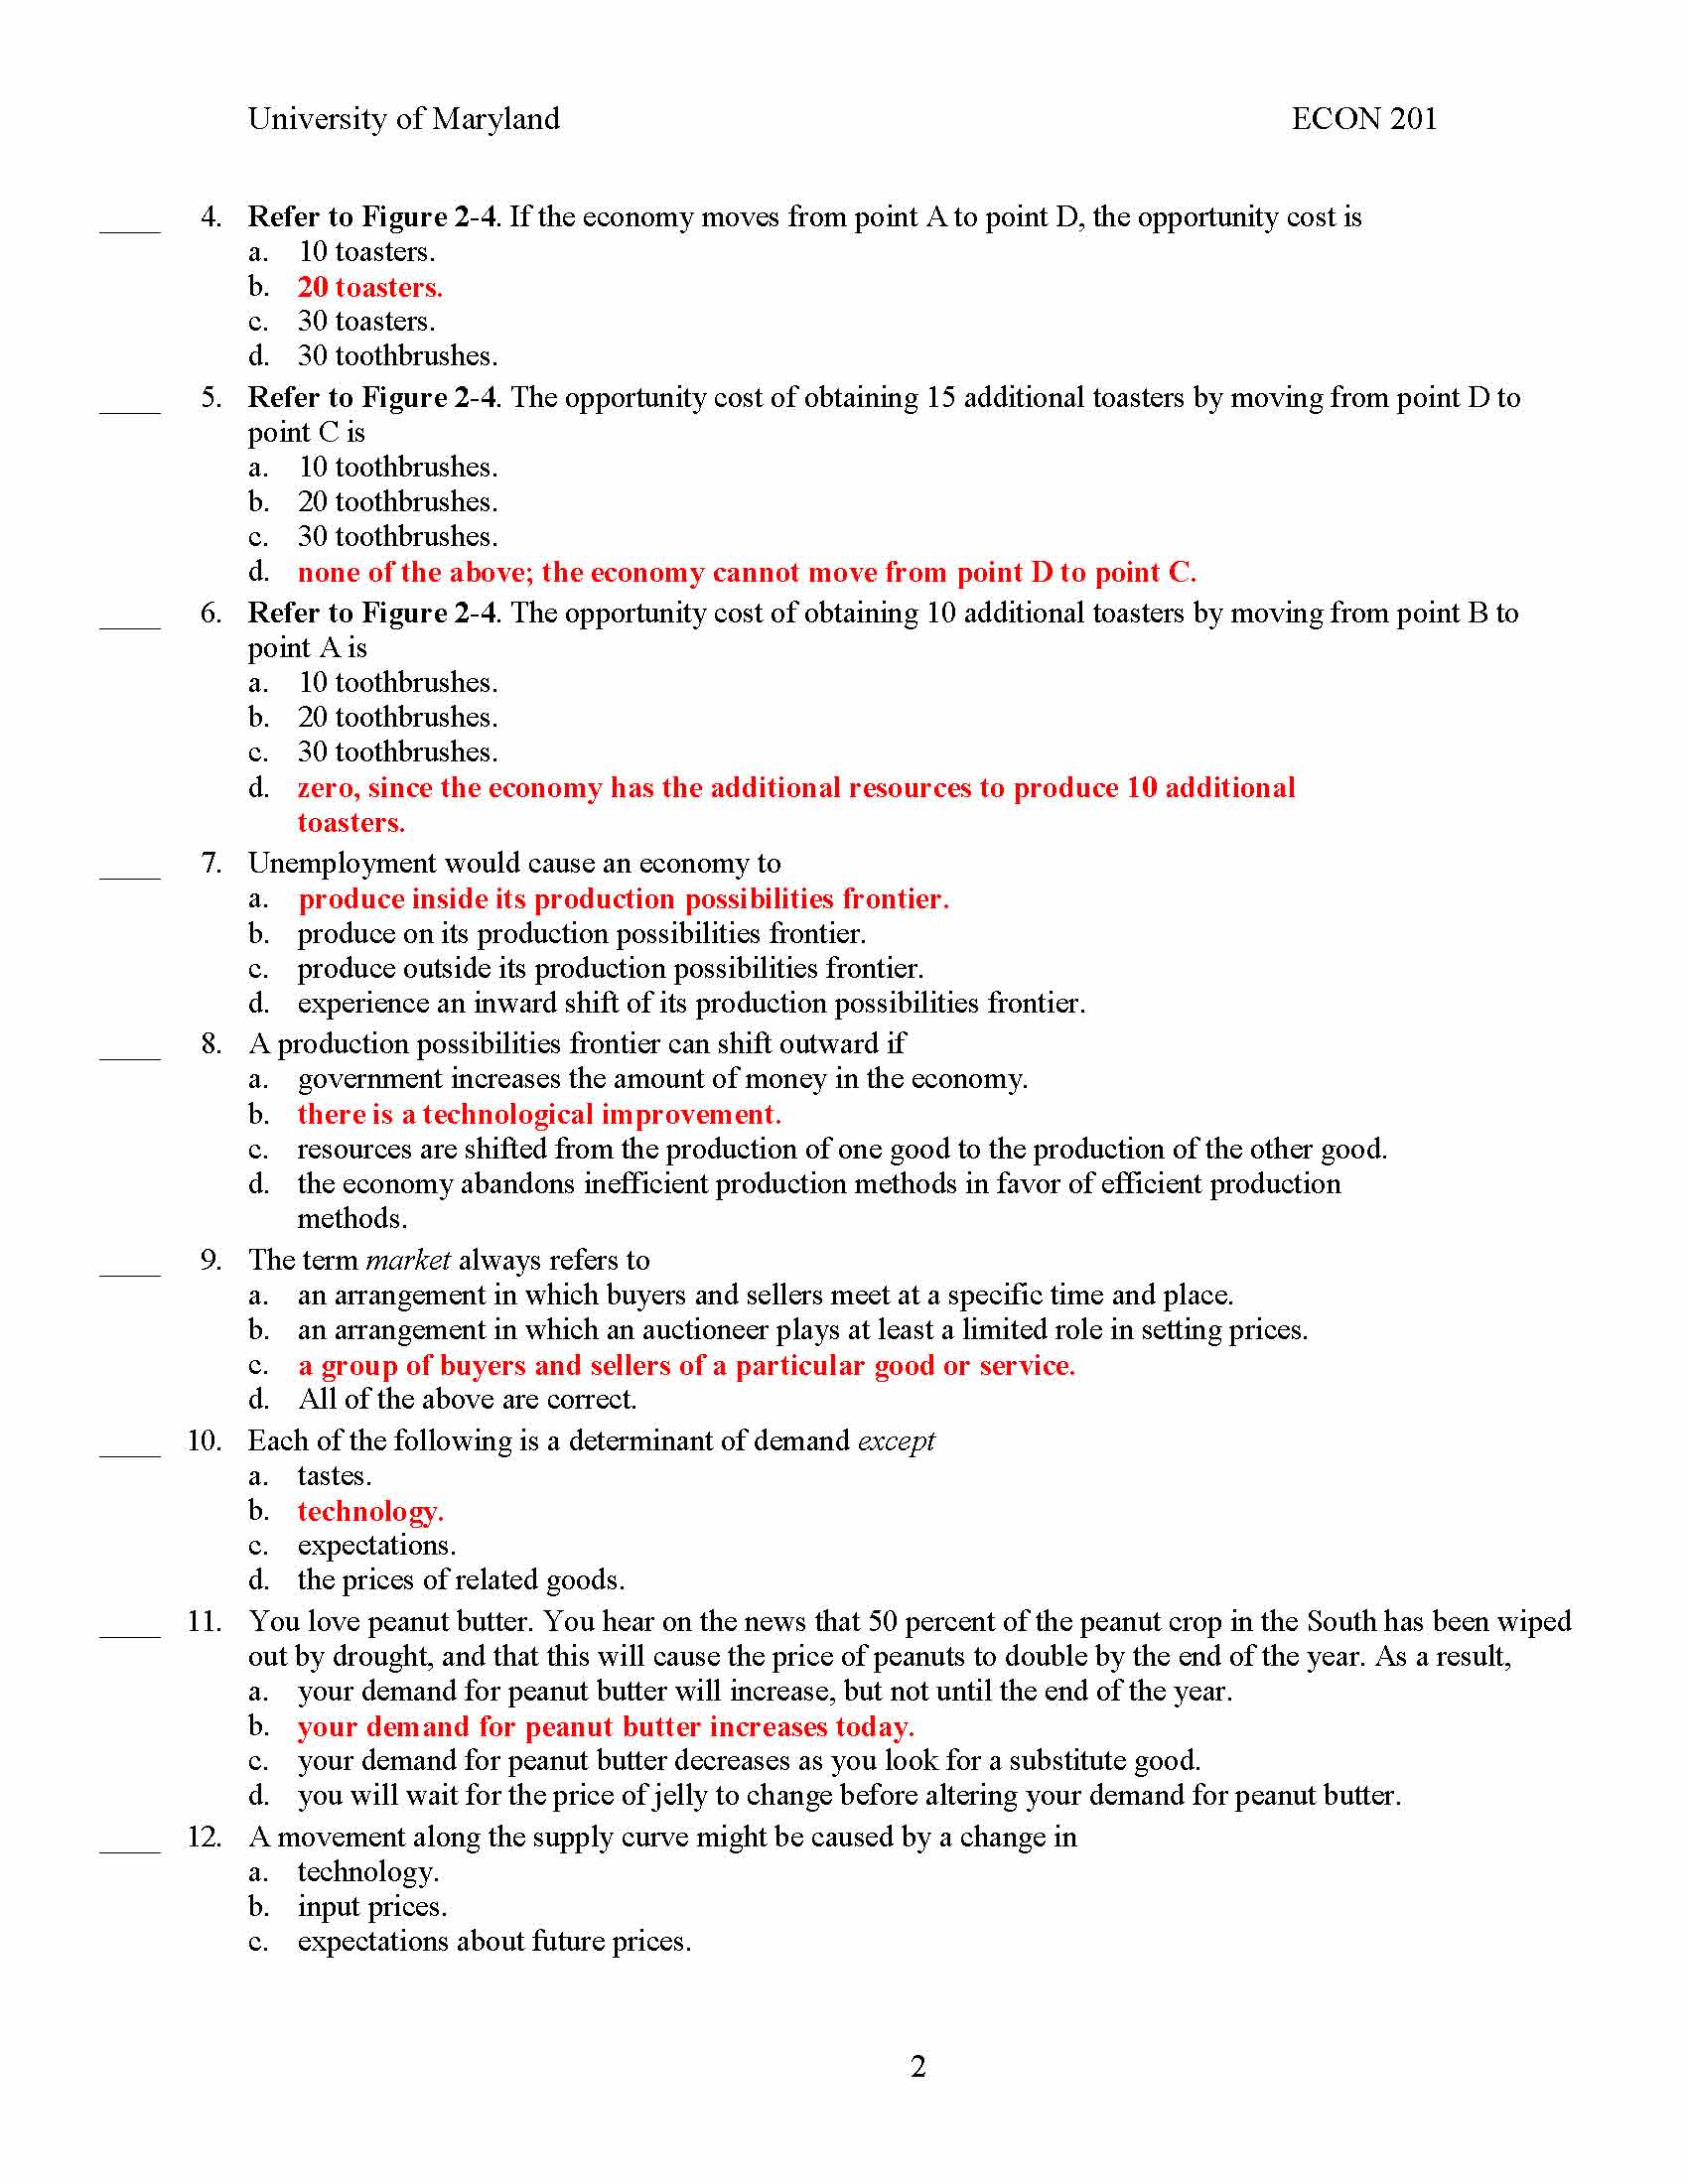 University of Maryland ECON 201
____ 4. Refer to Figure 2-4. If the economy moves from point A to point D, the opportunity cost is
a. 10 toasters.
b. 20 toasters.
c. 30 toasters.
d. 30 toothbrushes.
____ 5. Refer to Figure 2-4. The opportunity cost of obtaining 15 additional toasters by moving from point D to
point C is
a. 10 toothbrushes.
b. 20 toothbrushes.
c. 30 toothbrushes.
d. none of the above; the economy cannot move from point D to point C.
____ 6. Refer to Figure 2-4. The opportunity cost of obtaining 10 additional toasters by moving from point B to
point A is
a. 10 toothbrushes.
b. 20 toothbrushes.
c. 30 toothbrushes.
d. zero, since the economy has the additional resources to produce 10 additional
toasters.
____ 7. Unemployment would cause an economy to
a. produce inside its production possibilities frontier.
b. produce on its production possibilities frontier.
c. produce outside its production possibilities frontier.
d. experience an inward shift of its production possibilities frontier.
____ 8. A production possibilities frontier can shift outward if
a. government increases the amount of money in the economy.
b. there is a technological improvement.
c. resources are shifted from the production of one good to the production of the other good.
d. the economy abandons inefficient production methods in favor of efficient production
methods.
____ 9. The term market always refers to
a. an arrangement in which buyers and sellers meet at a specific time and place.
b. an arrangement in which an auctioneer plays at least a limited role in setting prices.
c. a group of buyers and sellers of a particular good or service.
d. All of the above are correct.
____ 10. Each of the following is a determinant of demand except
a. tastes.
b. technology.
c. expectations.
d. the prices of related goods.
____ 11. You love peanut butter. You hear on the news that 50 percent of the peanut crop in the South has been wiped
out by drought, and that this will cause the price of peanuts to double by the end of the year. As a result,
a. your demand for peanut butter will increase, but not until the end of the year.
b. your demand for peanut butter increases today.
c. your demand for peanut butter decreases as you look for a substitute good.
d. you will wait for the price of jelly to change before altering your demand for peanut butter.
____ 12. A movement along the supply curve might be caused by a change in
a. technology.
b. input prices.
c. expectations about future prices.
2